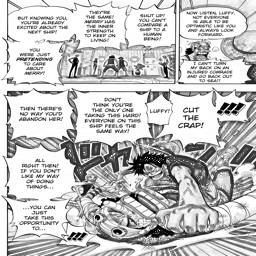 BUT KNOWING
YOU, YOU'RE
ALREADY
EXCITED ABOUT THE
NEXT SHIP!
YOU
WERE JUST
PRETENDING
TO CARE
ABOUT
MERRY!
THEY'RE THE
SAME! MERRY
HAS THE
INNER
STRENGTH
TO KEEP ON
LIVING!
SHUT UP!
YOU CAN'T
COMPARE
A SHIP TO
A HUMAN
BEING!
NOW LISTEN, LUFFY.
NOT EVERYONE
IS ABLE TO BE
OPTIMISTIC LIKE YOU
AND ALWAYS LOOK
FORWARD.
I CAN'T TURN
MY BACK ON AN
INJURED COMRADE
AND GO BACK OUT
TO SEA!!
THEN THERE'S
NO WAY YOU'D
ABANDON HER!
DON'T
THINK YOU'RE
THE ONLY ONE
TAKING THIS HARD!
EVERYONE ON
THIS SHIP FEELS THE
SAME WAY!
LUFFY!
CUT
THE
CRAP!
!!!
ALL
RIGHT THEN!
IF YOU DON'T
LIKE MY WAY
OF DOING
THINGS...
...YOU CAN
JUST
TAKE THIS
OPPORTUNITY
TO...
!!!